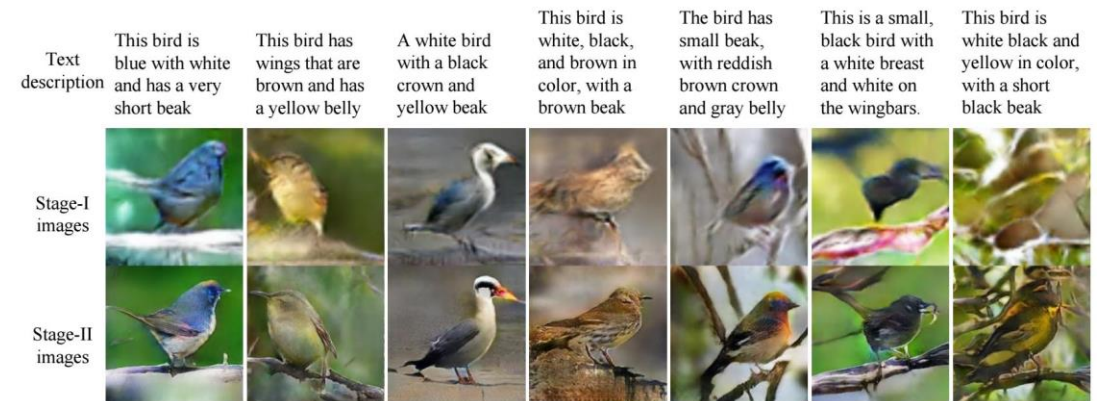 Text
description
This bird is
blue with white
and has a very
short beak
This bird has
wings that are
brown and has
a yellow belly
A white bird
with a black
crown and
yellow beak
This bird is
white, black,
and brown in
color, with a
brown beak
The bird has
small beak,
with reddish
brown crown
and gray belly
This is a small,
black bird with
a white breast
and white on
the wingbars.
This bird is
white black and
yellow in color,
with a short
black beak
Stage-I
images
Stage-II
images